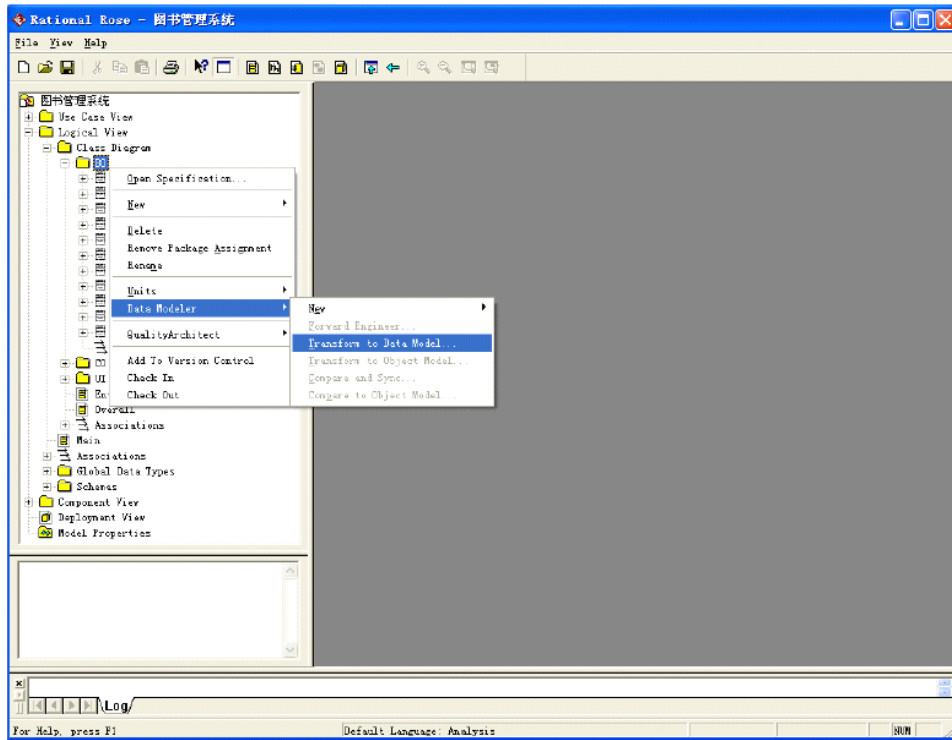 Rational Rose - 图书管理系统
File View Help
图书管理系统
Use Case View
Logical View
Class Diagram
Open Specification...
New
Delete
Remove Package Assignment
Rename
Units
Data Modeler
QualityArchitect
Add To Version Control
Check In
Check Out
New
Forward Engineer...
Transform to Data Model...
Transform to Object Model...
Compare and Sync...
Compare to Object Model...
UI
En
Overall
Associations
Main
Associations
Global Data Types
Schemas
Component View
Deployment View
Model Properties
Log
For Help, press F1
Default Language: Analysis
NUM